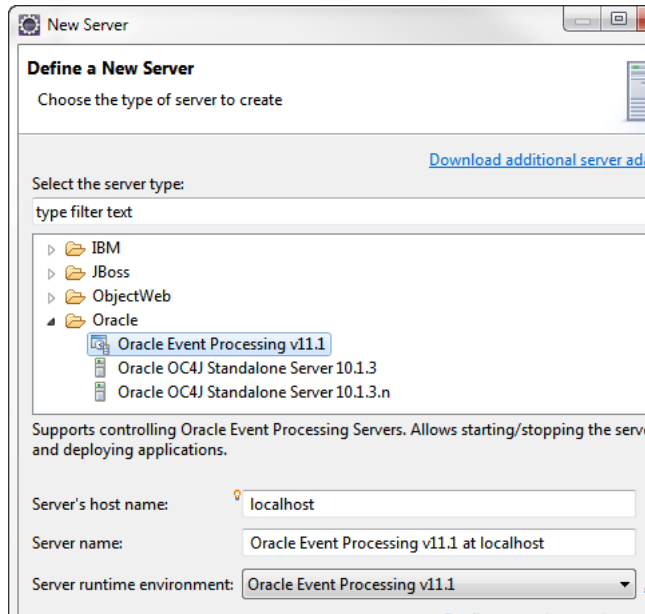 New Server
Define a New Server
Choose the type of server to create
Download additional server
Select the server type:
type filter text
IBM
JBoss
ObjectWeb
Oracle
Oracle Event Processing v11.1
Oracle OC4J Standalone Server 10.1.3
Oracle OC4J Standalone Server 10.1.3.n
Supports controlling Oracle Event Processing Servers. Allows starting/stopping the
and deploying applications.
Server's host name: localhost
Server name: Oracle Event Processing v11.1 at localhost
Server runtime environment: Oracle Event Processing v11.1